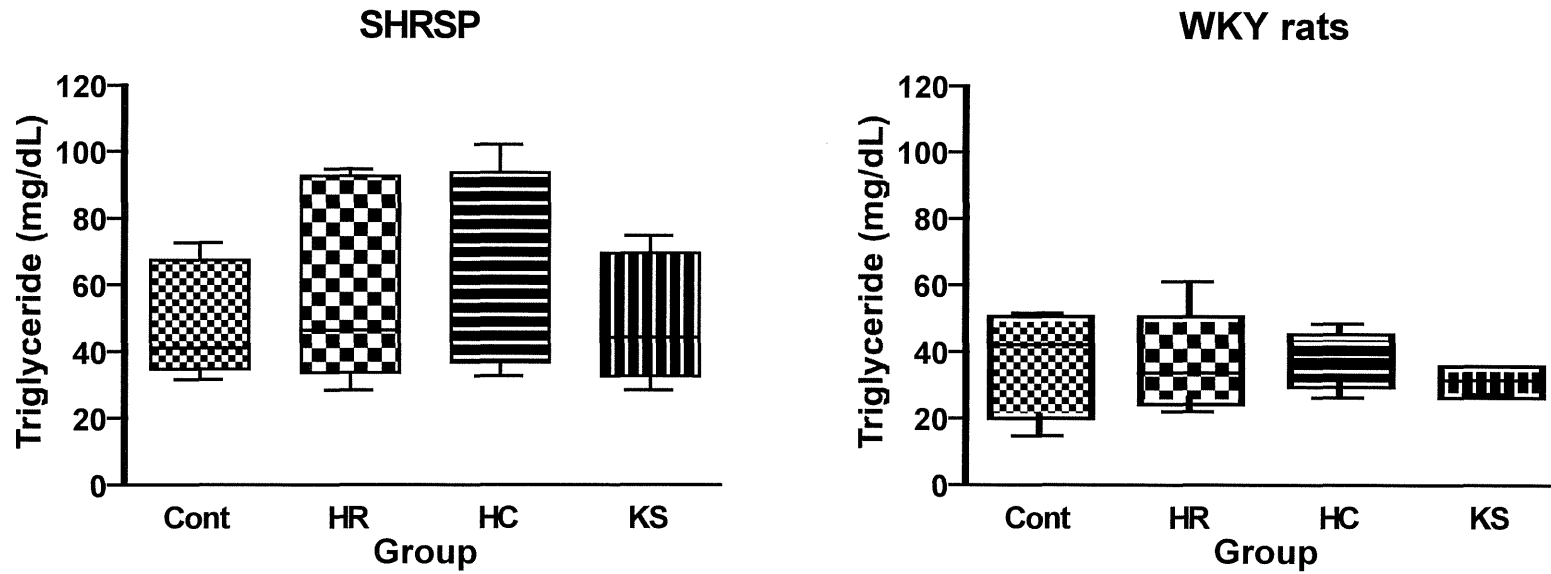 SHRSP
Triglyceride (mg/dL)
120
100
80
60
40
20
0
Cont HR HC KS
Group
WKY rats
Triglyceride (mg/dL)
120
100
80
60
40
20
0
Cont HR HC KS
Group